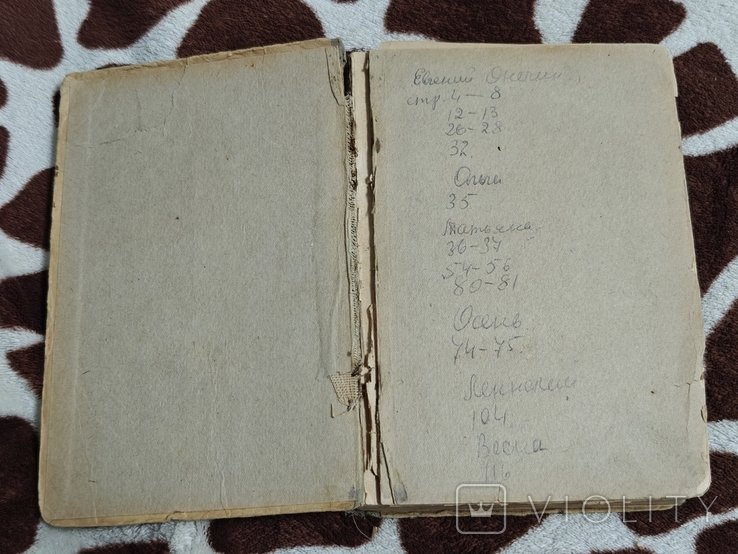 Евгений Онегин
стр. 4 — 8
12 - 13
26 - 28
32
Ольга
35
Татьяна
36 - 37
54 - 56
80 - 81
Осень
74 - 75
104
Весна
VIOLITY